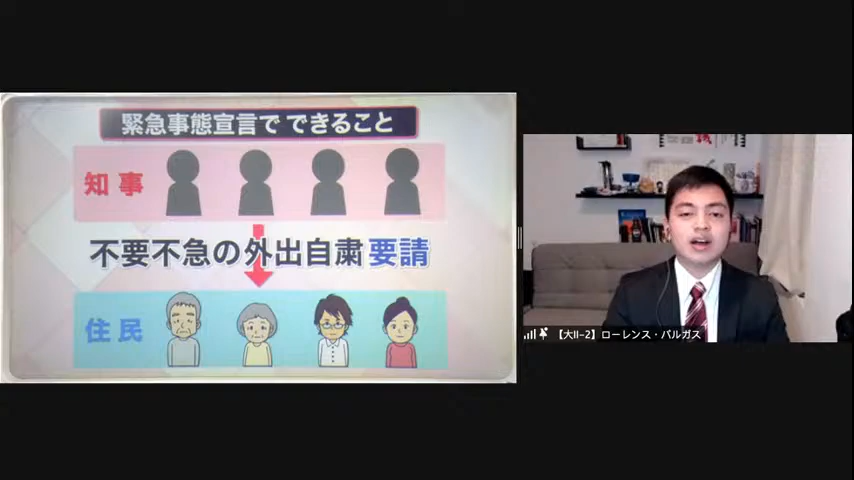 緊急事態宣言で できること
知事
不要不急の外出自粛 要請
住民
【大II-2】ローレンス・バルガス